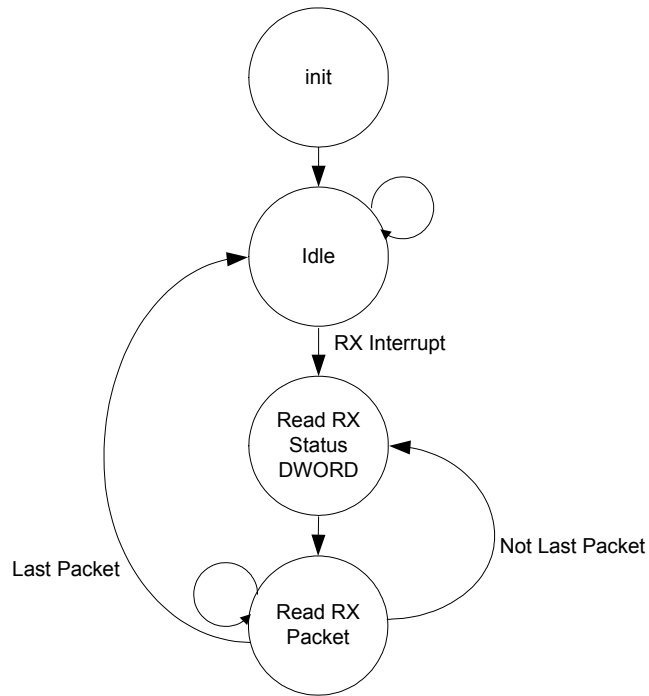 init
Idle
RX Interrupt
Read RX
Status
DWORD
Not Last Packet
Last Packet
Read RX
Packet